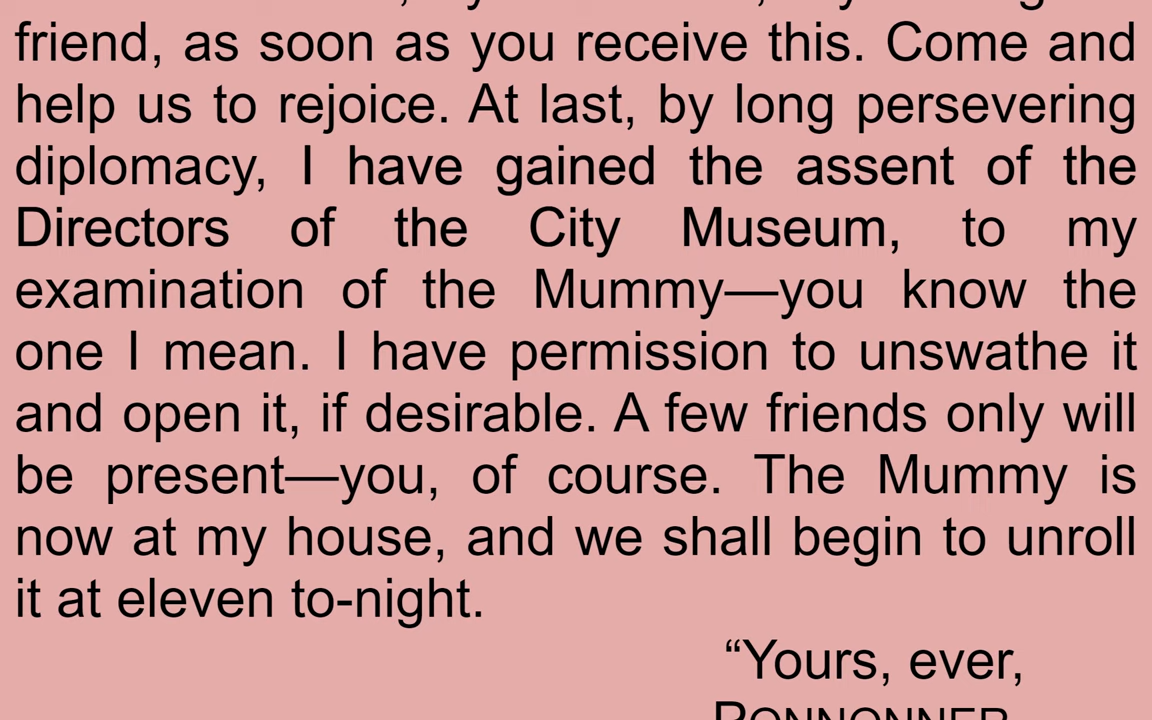 friend, as soon as you receive this. Come and
help us to rejoice. At last, by long persevering
diplomacy, I have gained the assent of the
Directors of the City Museum, to my
examination of the Mummy—you know the
one I mean. I have permission to unswathe it
and open it, if desirable. A few friends only will
be present—you, of course. The Mummy is
now at my house, and we shall begin to unroll
it at eleven to-night.
“Yours, ever,
PONNONNER